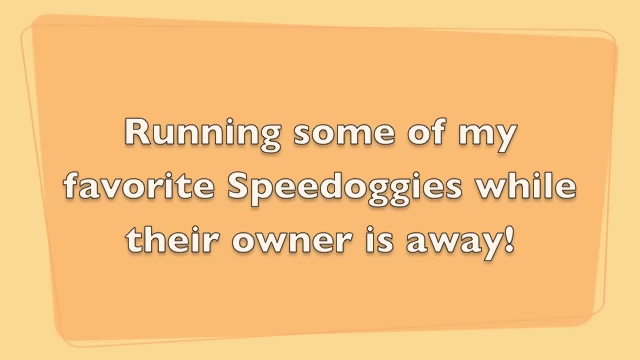 Running some of my
favorite Speedoggies while
their owner is away!